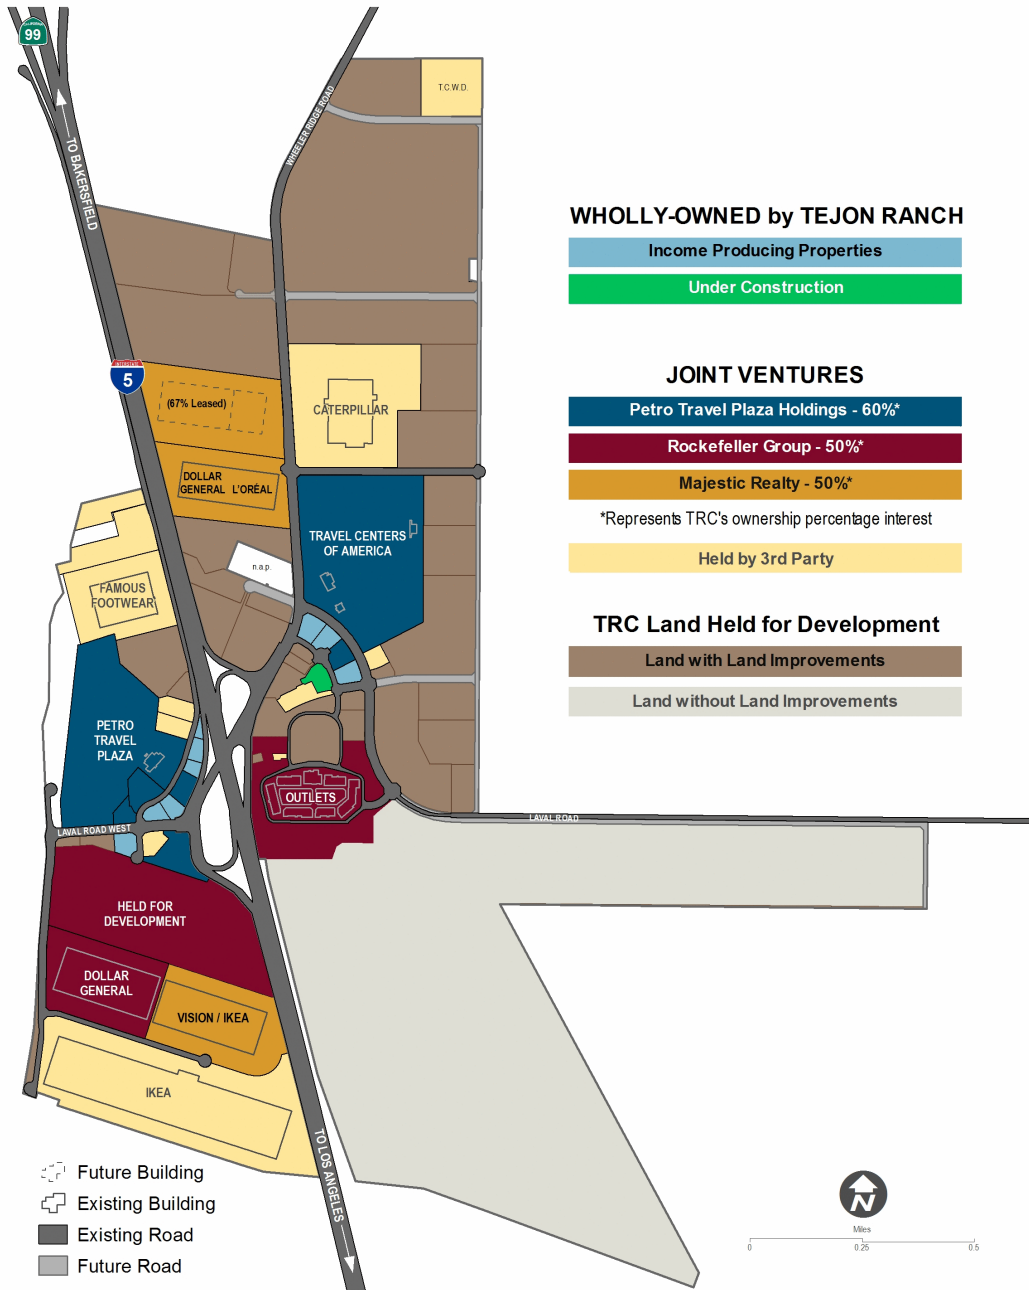 99
T.C.W.D.
WHEELER RIDGE ROAD
TO BAKERSFIELD
WHOLLY-OWNED by TEJON RANCH
Income Producing Properties
Under Construction
5
JOINT VENTURES
Petro Travel Plaza Holdings - 60%*
Rockefeller Group - 50%*
Majestic Realty - 50%*
*Represents TRC's ownership percentage interest
Held by 3rd Party
TRC Land Held for Development
Land with Land Improvements
Land without Land Improvements
(67% Leased)
CATERPILLAR
DOLLAR
GENERAL L'ORÉAL
TRAVEL CENTERS
OF AMERICA
n.a.p.
FAMOUS
FOOTWEAR
PETRO
TRAVEL
PLAZA
OUTLETS
LAVAL ROAD
LAVAL ROAD WEST
HELD FOR
DEVELOPMENT
DOLLAR
GENERAL
VISION / IKEA
IKEA
TO LOS ANGELES
Future Building
Existing Building
Existing Road
Future Road
N
Miles
0 0.25 0.5